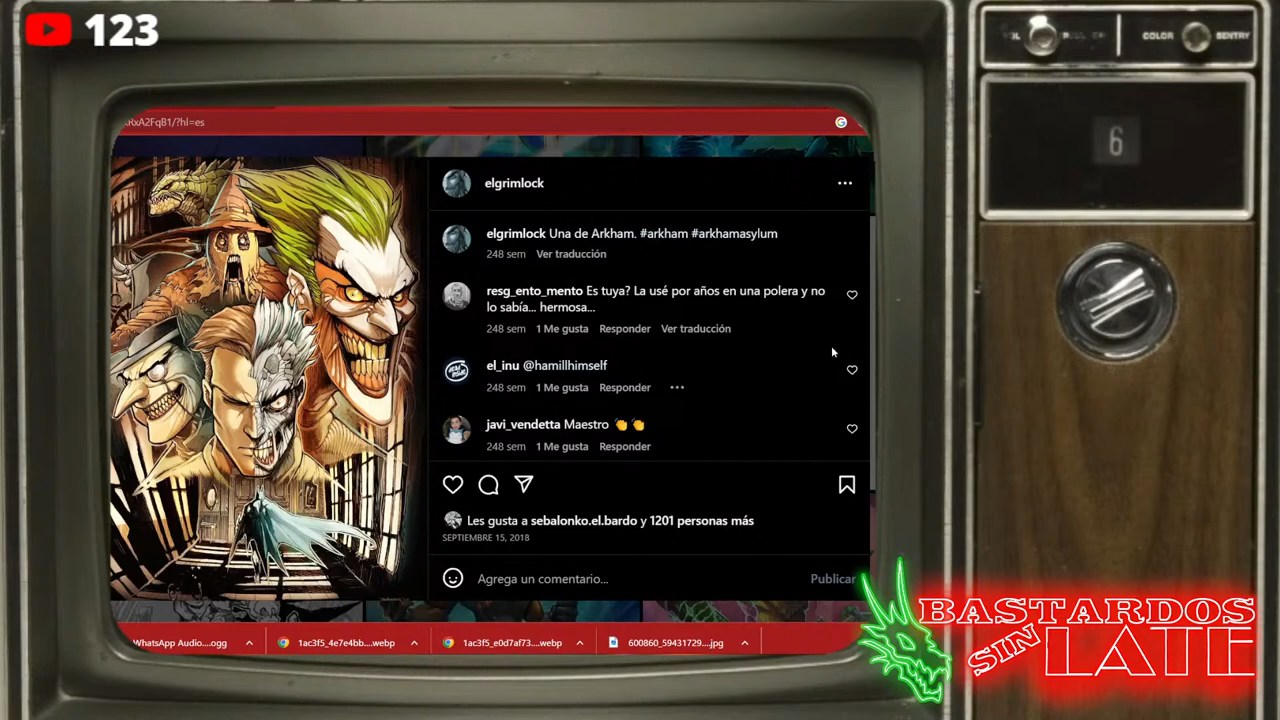 123
COLOR
SENTRY
6
RxA2FqB1/?hl=es
elgrimlock
elgrimlock Una de Arkham. #arkham #arkhamasylum
248 sem Ver traducción
resg_ento_mento Es tuya? La usé por años en una polera y no
lo sabía... hermosa...
248 sem 1 Me gusta Responder Ver traducción
el_inu @hamillhimself
248 sem 1 Me gusta Responder
javi_vendetta Maestro 👏👏
248 sem 1 Me gusta Responder
Les gusta a sebalonko.el.bardo y 1201 personas más
SEPTIEMBRE 15, 2018
Agrega un comentario...
Publicar
WhatsApp Audio....ogg
1ac3f5_4e7e4bb....webp
1ac3f5_e0d7af73....webp
600860_59431729....jpg
BASTARDOS
SIN LATE